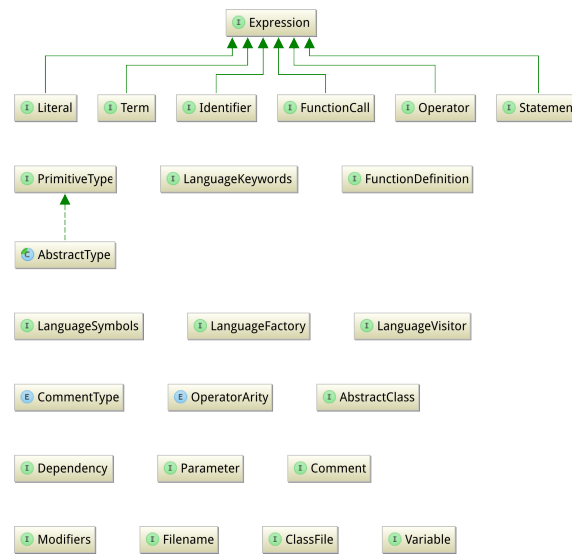 I Expression
I Literal I Term I Identifier I FunctionCall I Operator I Statemen
I PrimitiveType I LanguageKeywords I FunctionDefinition
C AbstractType
I LanguageSymbols I LanguageFactory I LanguageVisitor
E CommentType E OperatorArity I AbstractClass
I Dependency I Parameter I Comment
I Modifiers I Filename I ClassFile I Variable